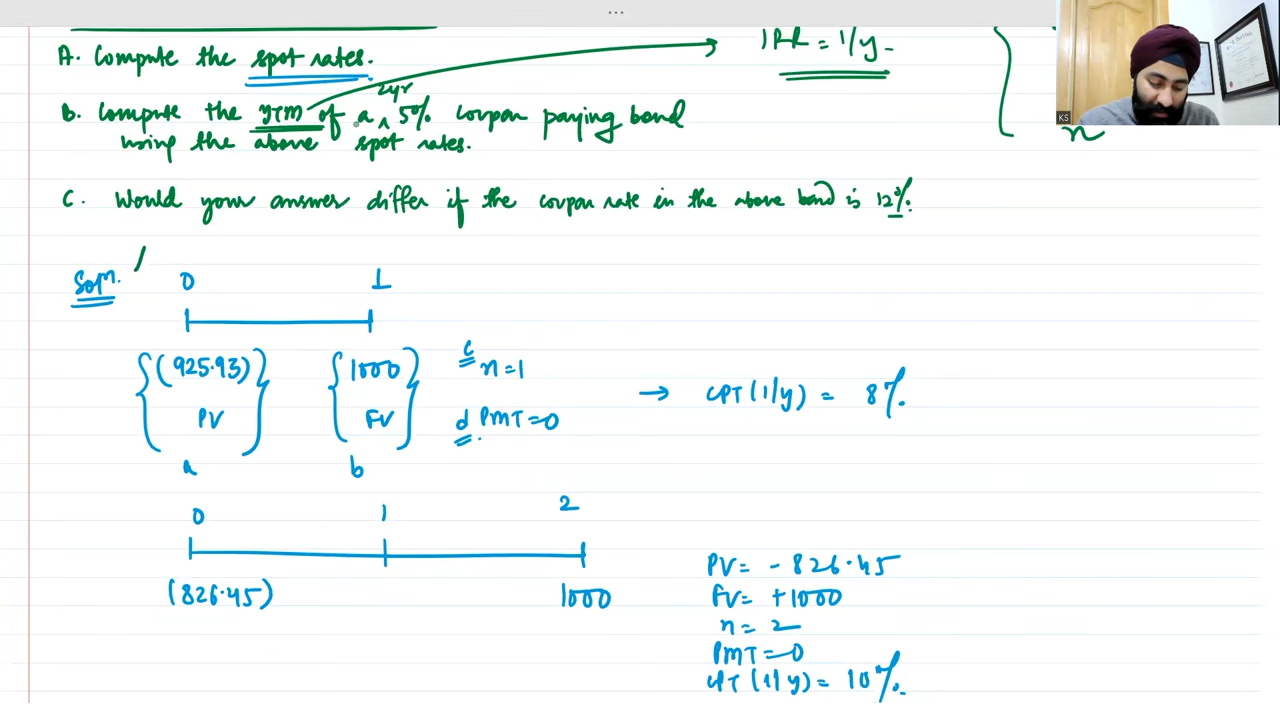 ...
A. Compute the spot rates.
IRR = I/y
B. Compute the YTM of a 2yr 5% coupon paying bond
using the above spot rates.
n
C. Would your answer differ if the coupon rate in the above bond is 12%.
KS
Soln.
0 1
(925.93) 1000
c n=1
PV FV
d PMT=0
→ CPT (I/y) = 8%.
a b
0 1 2
(826.45) 1000
PV = - 826.45
FV = +1000
n = 2
PMT = 0
CPT (I/y) = 10%.